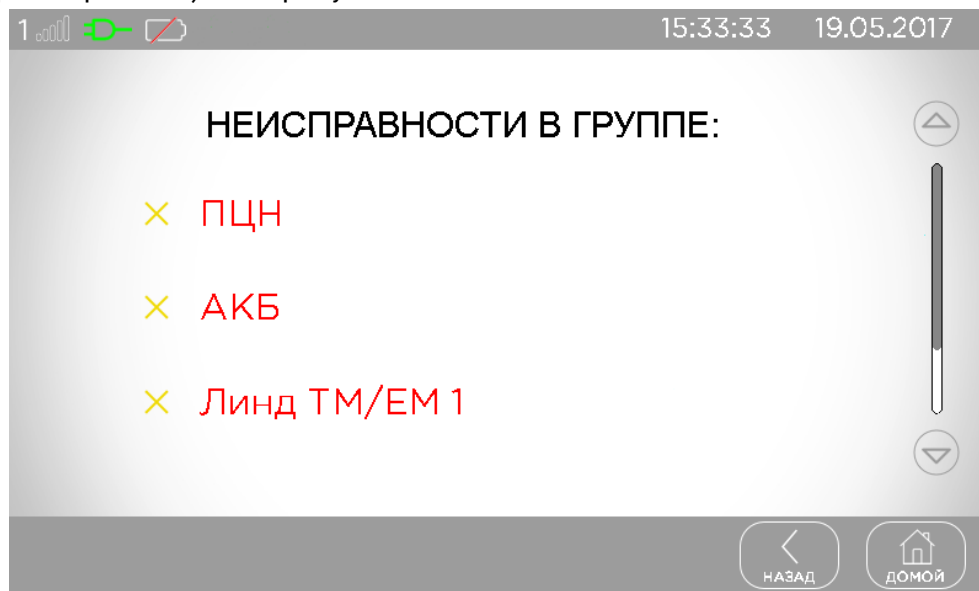 1 15:33:33 19.05.2017
НЕИСПРАВНОСТИ В ГРУППЕ:
ПЦН
АКБ
Линд ТМ/ЕМ 1
НАЗАД ДОМОЙ